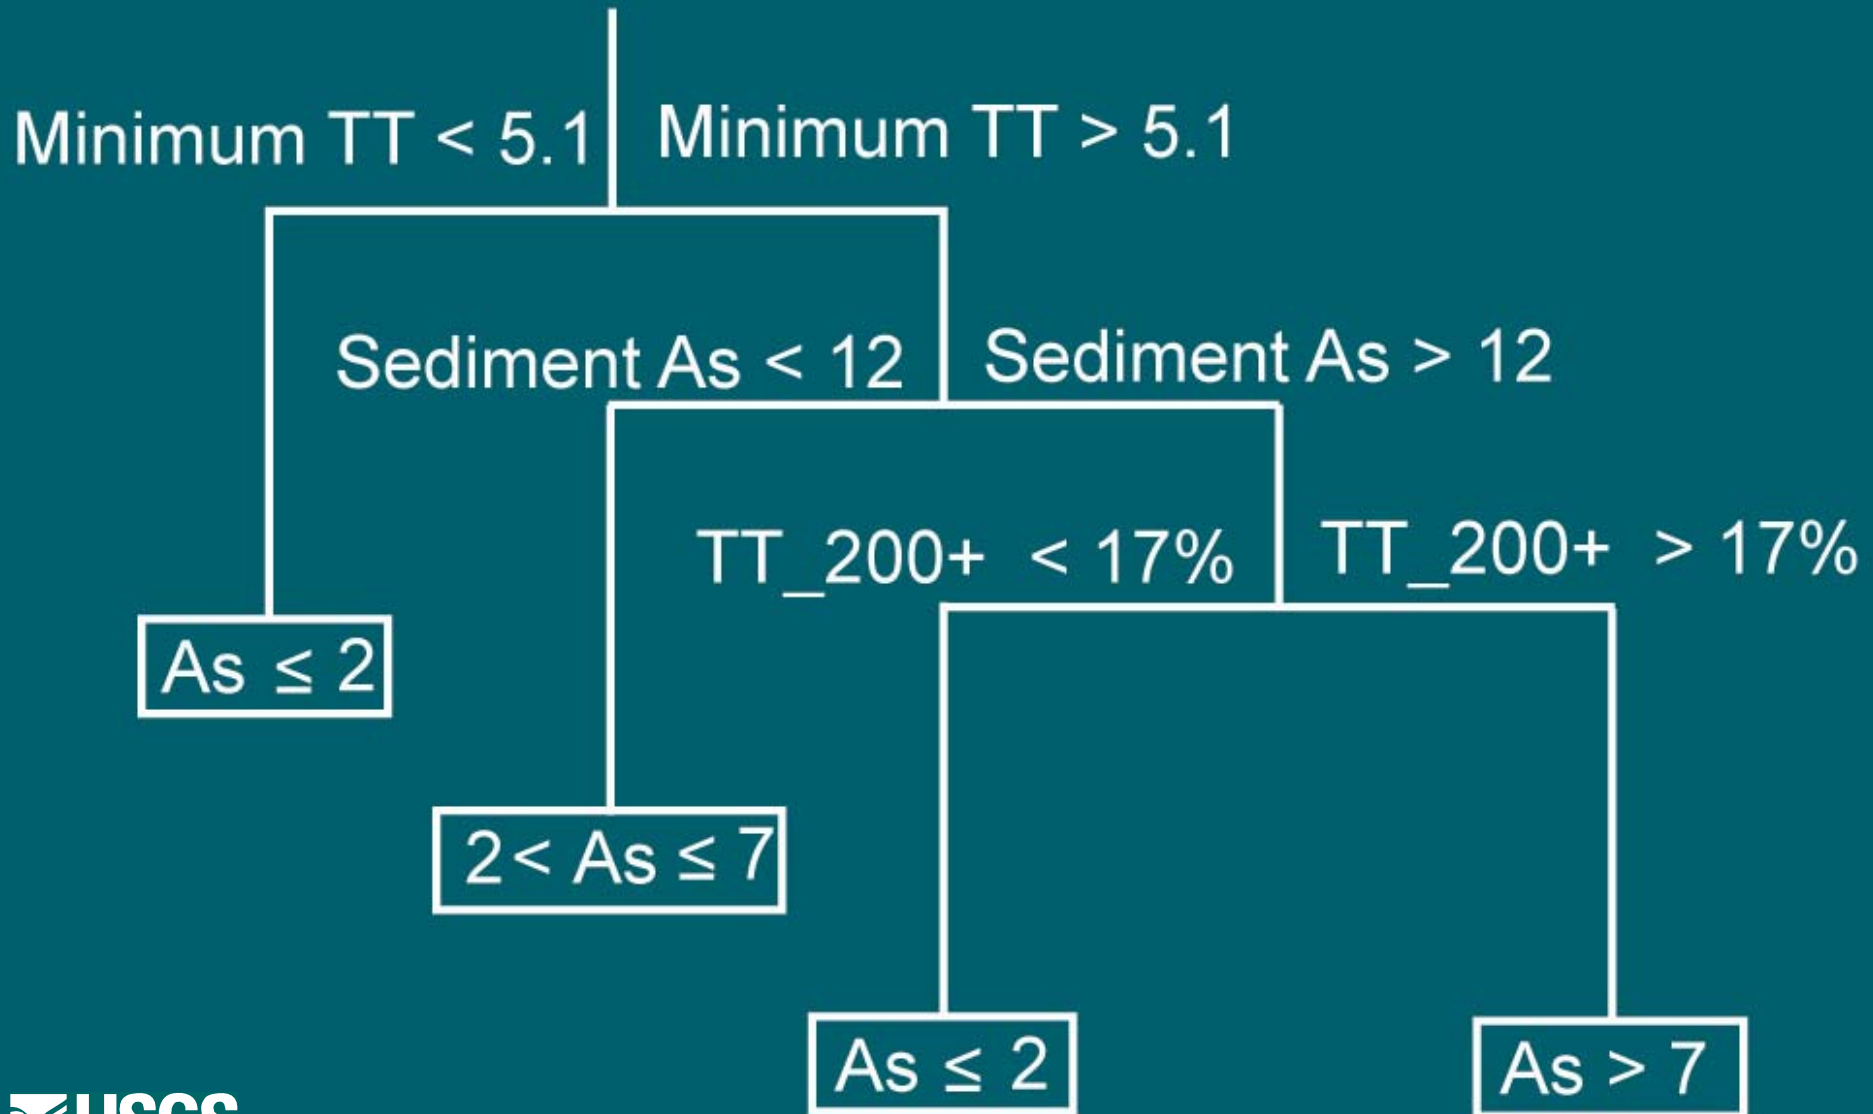 Minimum TT < 5.1
Minimum TT > 5.1
Sediment As < 12
Sediment As > 12
TT_200+ < 17%
TT_200+ > 17%
As ≤ 2
2 < As ≤ 7
As ≤ 2
As > 7
USGS